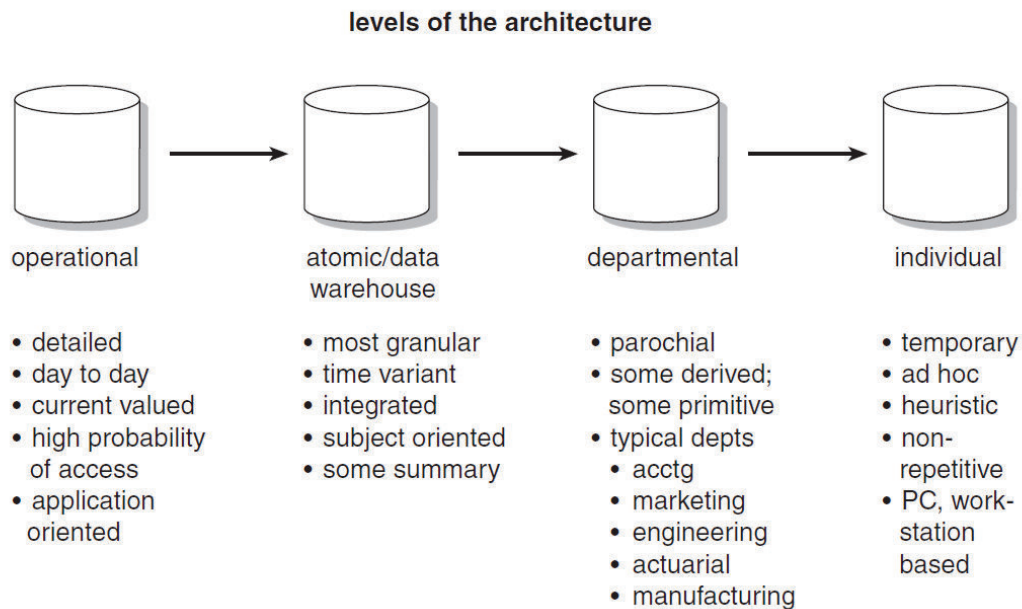 levels of the architecture
operational
atomic/data
warehouse
departmental
individual
• detailed
• day to day
• current valued
• high probability
of access
• application
oriented
• most granular
• time variant
• integrated
• subject oriented
• some summary
• parochial
• some derived;
some primitive
• typical depts
• acctg
• marketing
• engineering
• actuarial
• manufacturing
• temporary
• ad hoc
• heuristic
• non-
repetitive
• PC, work-
station
based